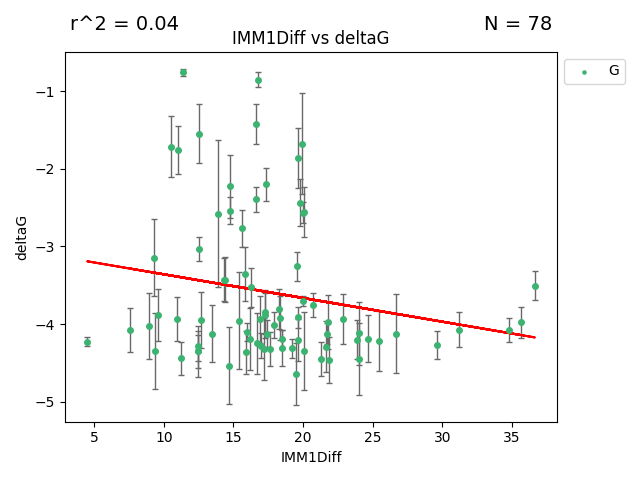 r^2 = 0.04
N = 78
IMM1Diff vs deltaG
G
−1
−2
−3
−4
−5
deltaG
5 10 15 20 25 30 35
IMM1Diff